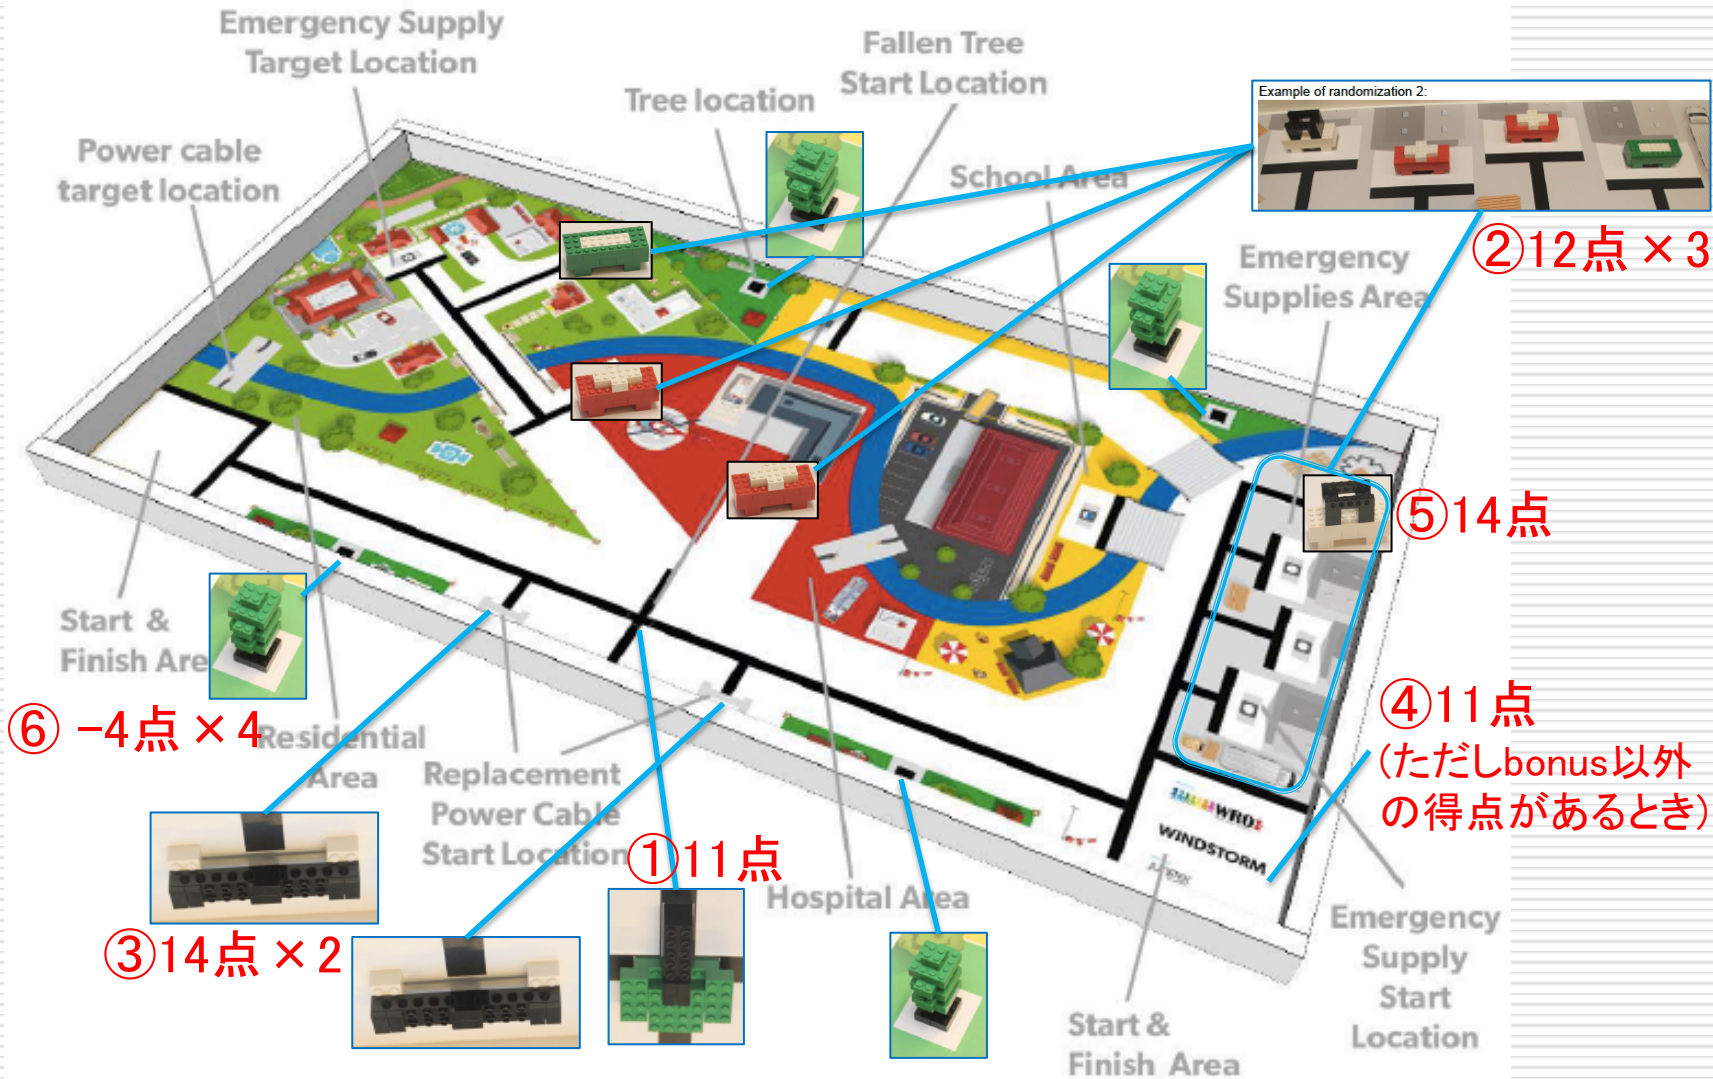 Emergency Supply
Target Location
Fallen Tree
Start Location
Tree location
Example of randomization 2:
Power cable
target location
School Area
②12点×3
Emergency
Supplies Area
⑤14点
Start &
Finish Are
④11点
(ただしbonus以外
の得点があるとき)
⑥ -4点×4
Residential
Area
Replacement
Power Cable
Start Location
①11点
WRO
WINDSTORM
Hospital Area
③14点×2
Emergency
Supply
Start
Location
Start &
Finish Area